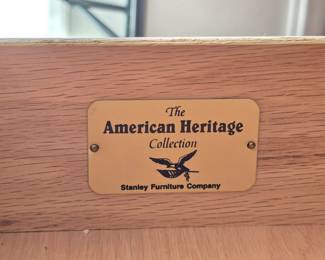 The
American Heritage
Collection
Stanley Furniture Company